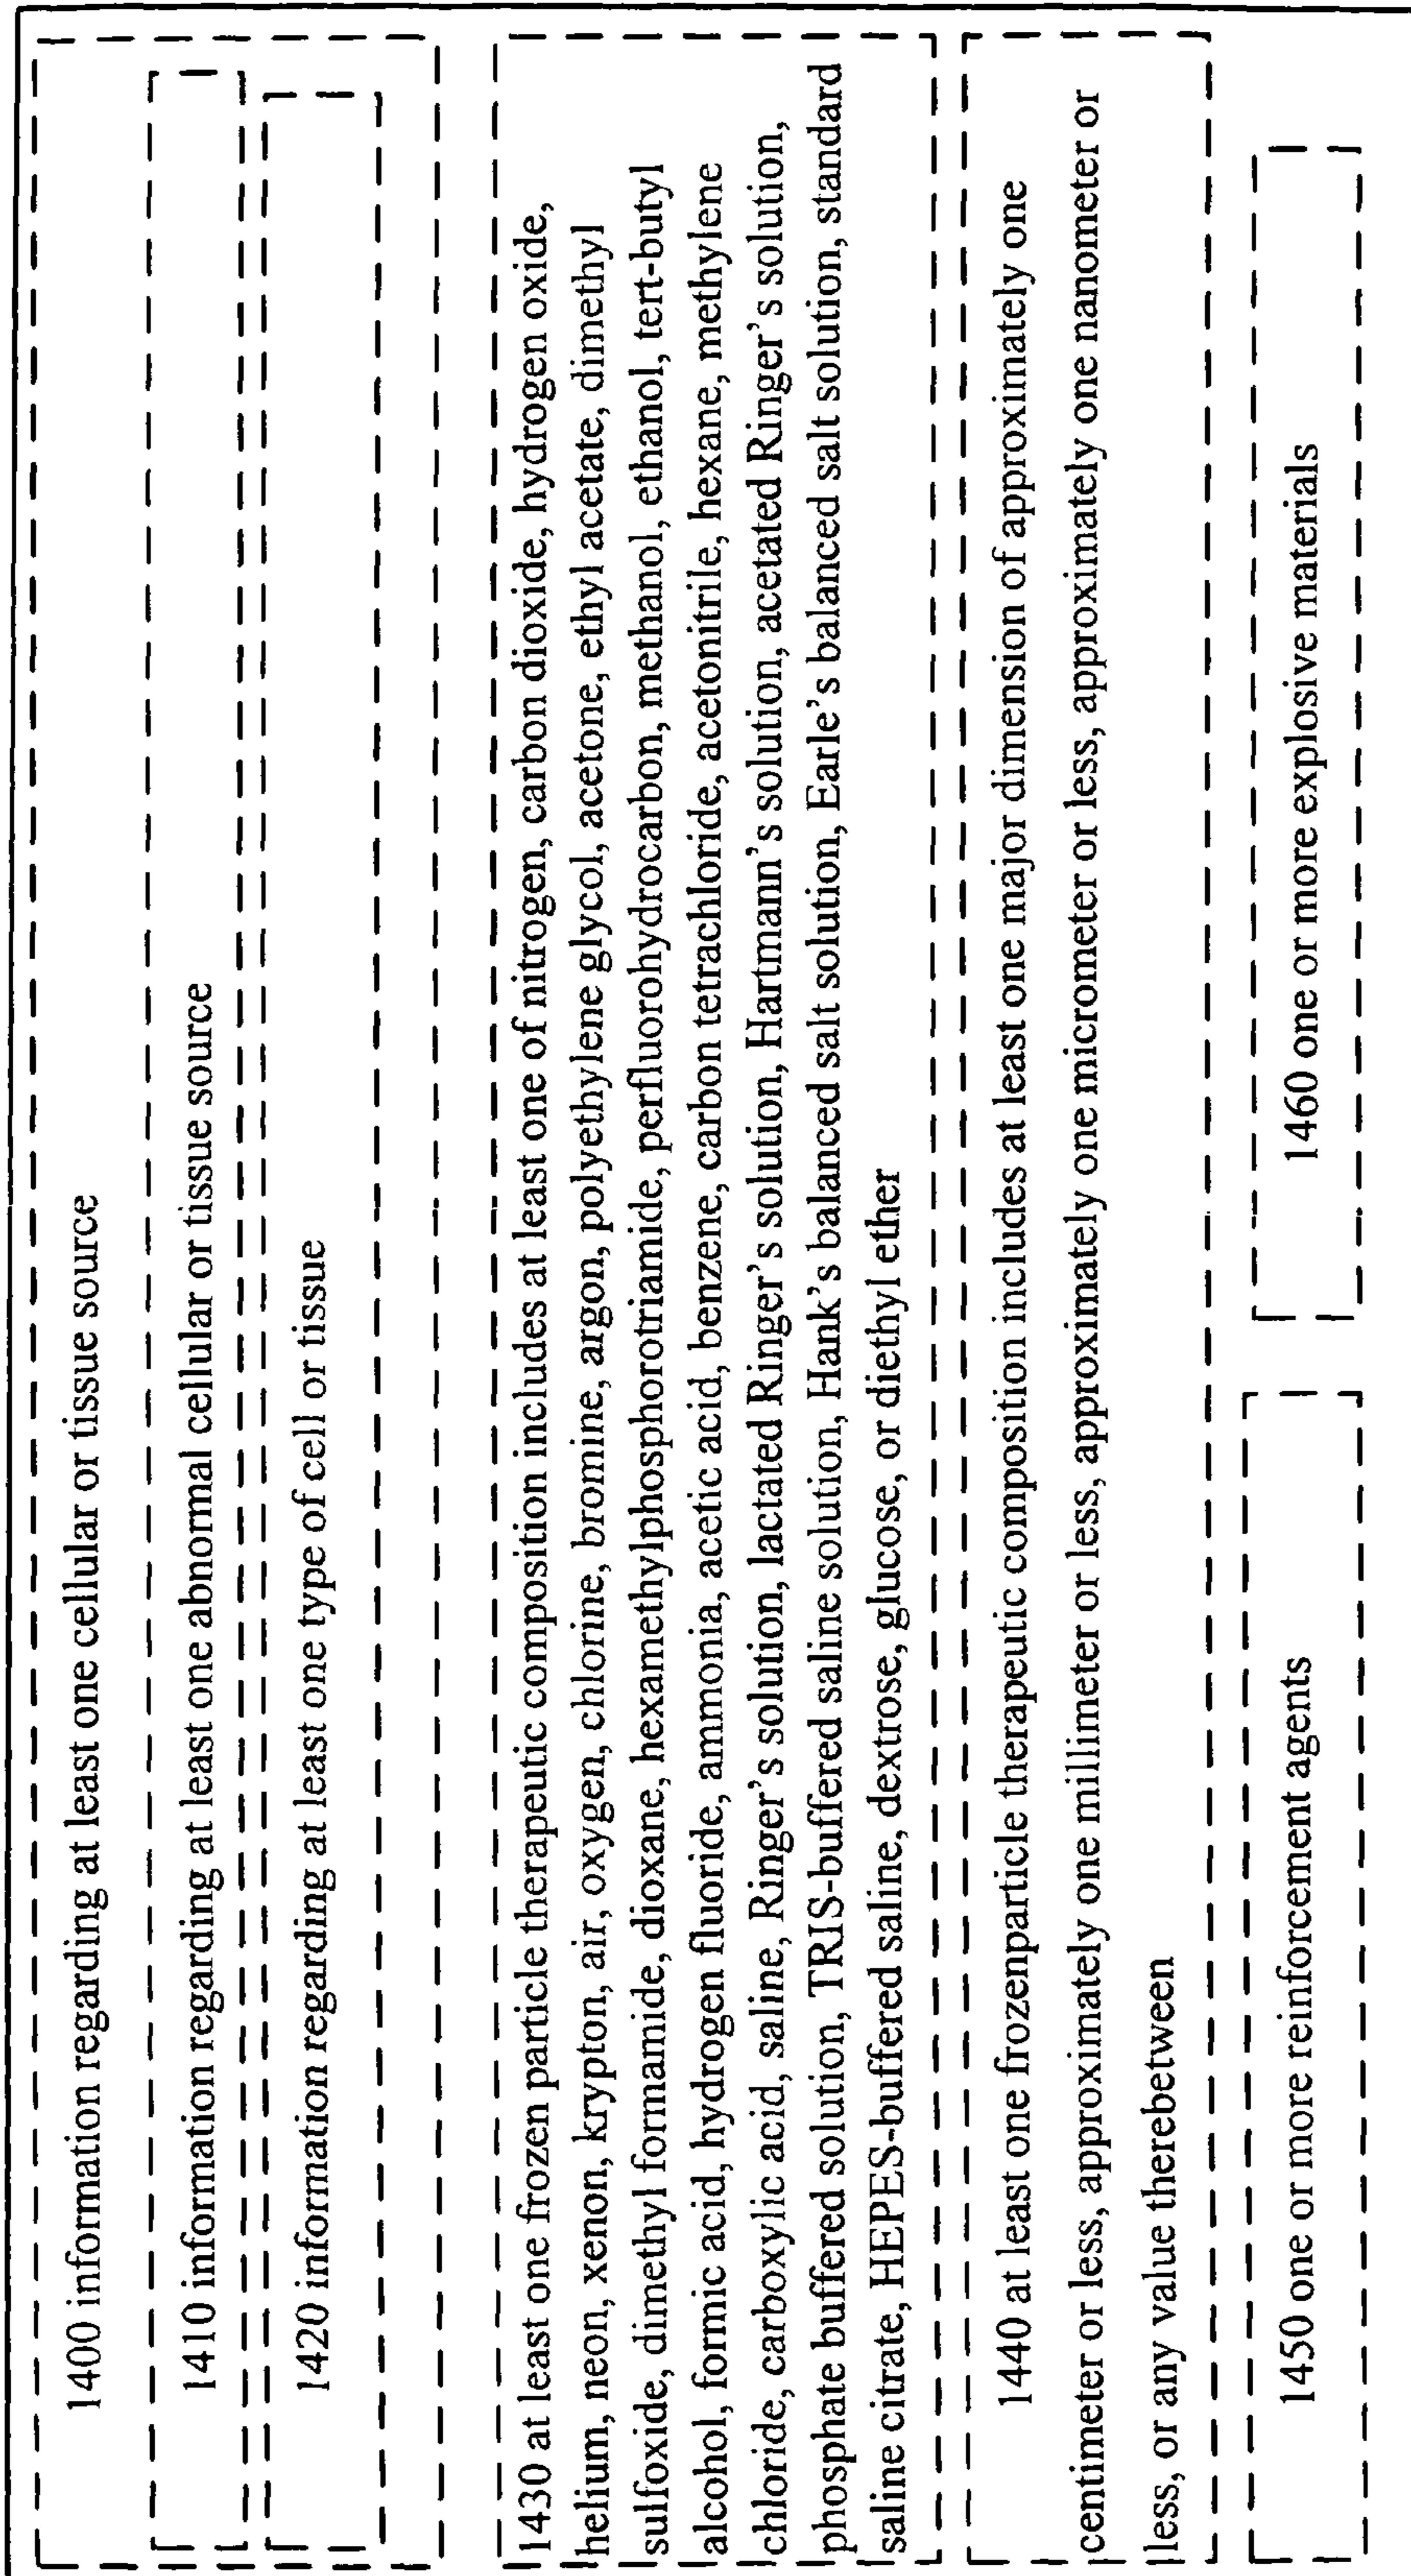 1400 information regarding at least one cellular or tissue source
1410 information regarding at least one abnormal cellular or tissue source
1420 information regarding at least one type of cell or tissue
1430 at least one frozen particle therapeutic composition includes at least one of nitrogen, carbon dioxide, hydrogen oxide,
helium, neon, xenon, krypton, air, oxygen, chlorine, bromine, argon, polyethylene glycol, acetone, ethyl acetate, dimethyl
sulfoxide, dimethyl formamide, dioxane, hexamethylphosphorotriamide, perfluorohydrocarbon, methanol, ethanol, tert-butyl
alcohol, formic acid, hydrogen fluoride, ammonia, acetic acid, benzene, carbon tetrachloride, acetonitrile, hexane, methylene
chloride, carboxylic acid, saline, Ringer's solution, lactated Ringer's solution, Hartmann's solution, acetated Ringer's solution,
phosphate buffered solution, TRIS-buffered saline solution, Hank's balanced salt solution, Earle's balanced salt solution, standard
saline citrate, HEPES-buffered saline, dextrose, glucose, or diethyl ether
1440 at least one frozenparticle therapeutic composition includes at least one major dimension of approximately one
centimeter or less, approximately one millimeter or less, approximately one micrometer or less, approximately one nanometer or
less, or any value therebetween
1450 one or more reinforcement agents
1460 one or more explosive materials